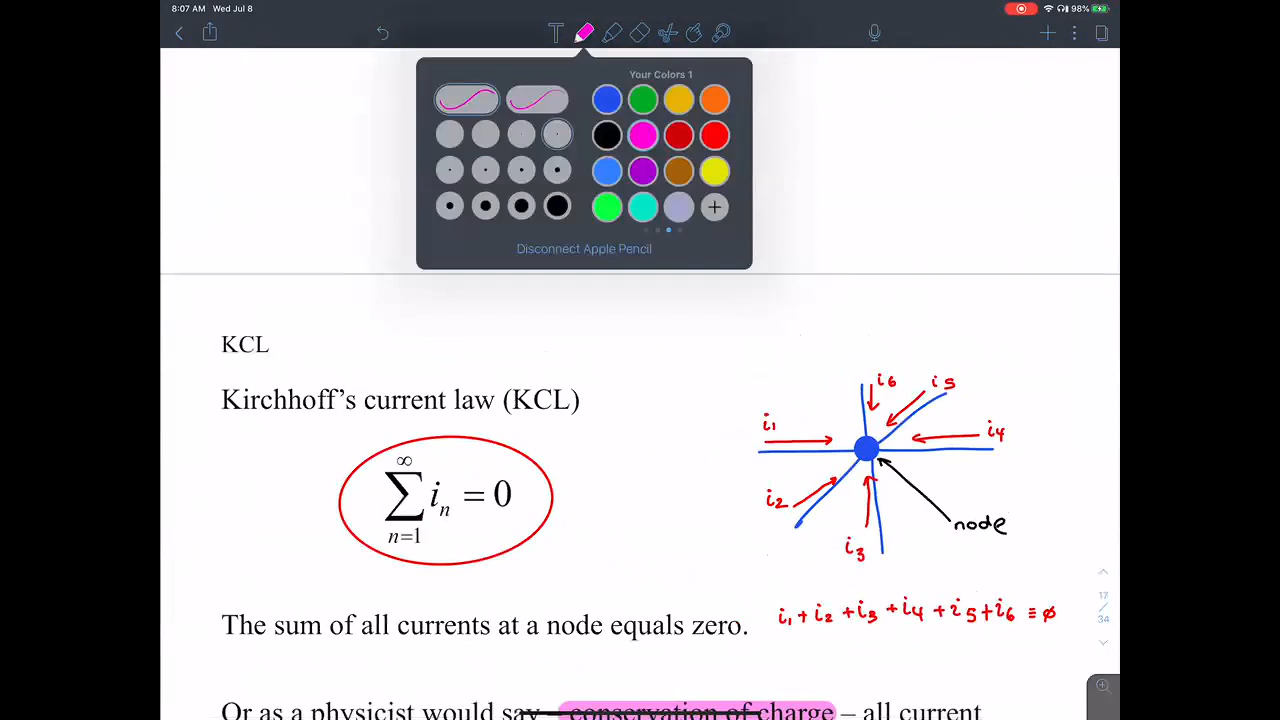 8:07 AM Wed Jul 8
98%
Your Colors 1
Disconnect Apple Pencil
KCL
Kirchhoff's current law (KCL)
∞
∑ iₙ = 0
n=1
i6
i5
i1
i4
i2
i3
node
17
/
34
i1 + i2 + i3 + i4 + i5 + i6 ≡ ø
The sum of all currents at a node equals zero.
Or as a physicist would say – conservation of charge – all current